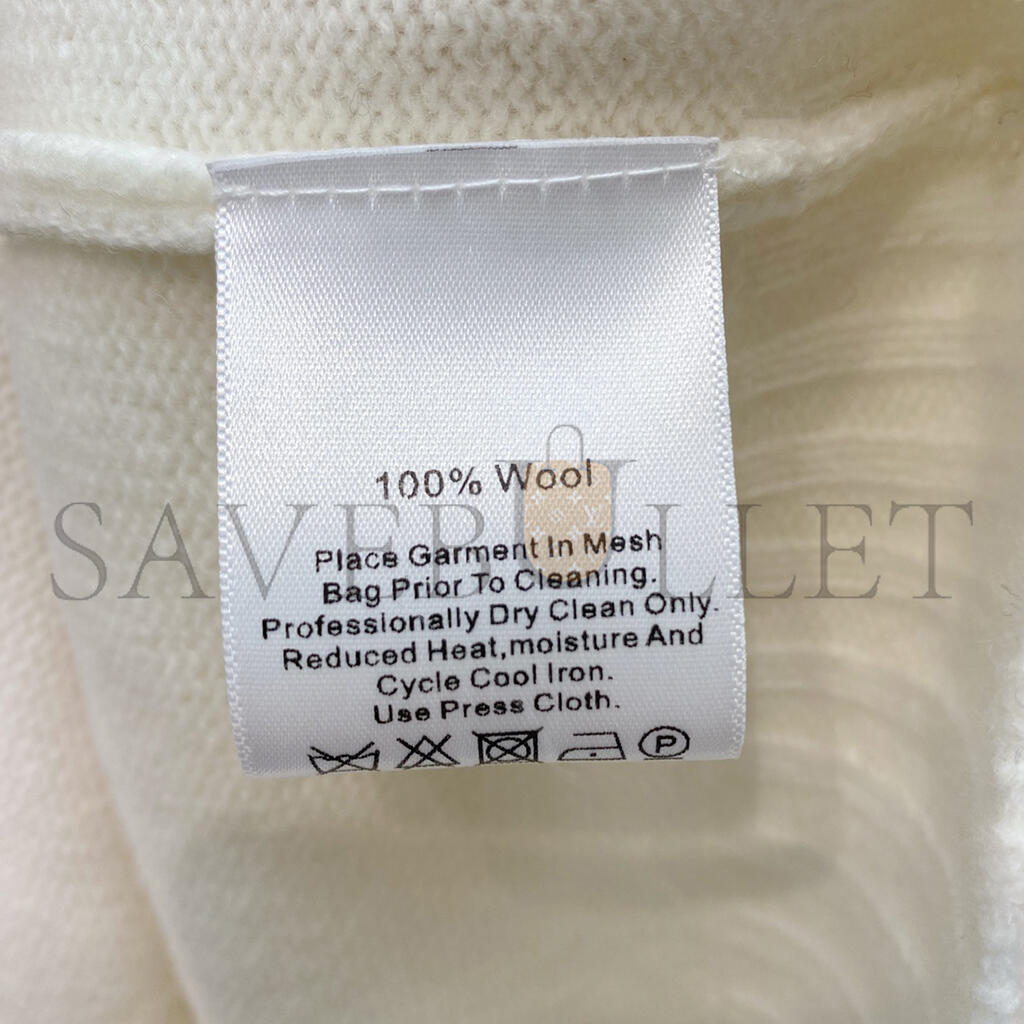 100% Wool
SAVEBULLET
Place Garment In Mesh
Bag Prior To Cleaning.
Professionally Dry Clean Only.
Reduced Heat,moisture And
Cycle Cool Iron.
Use Press Cloth.
P